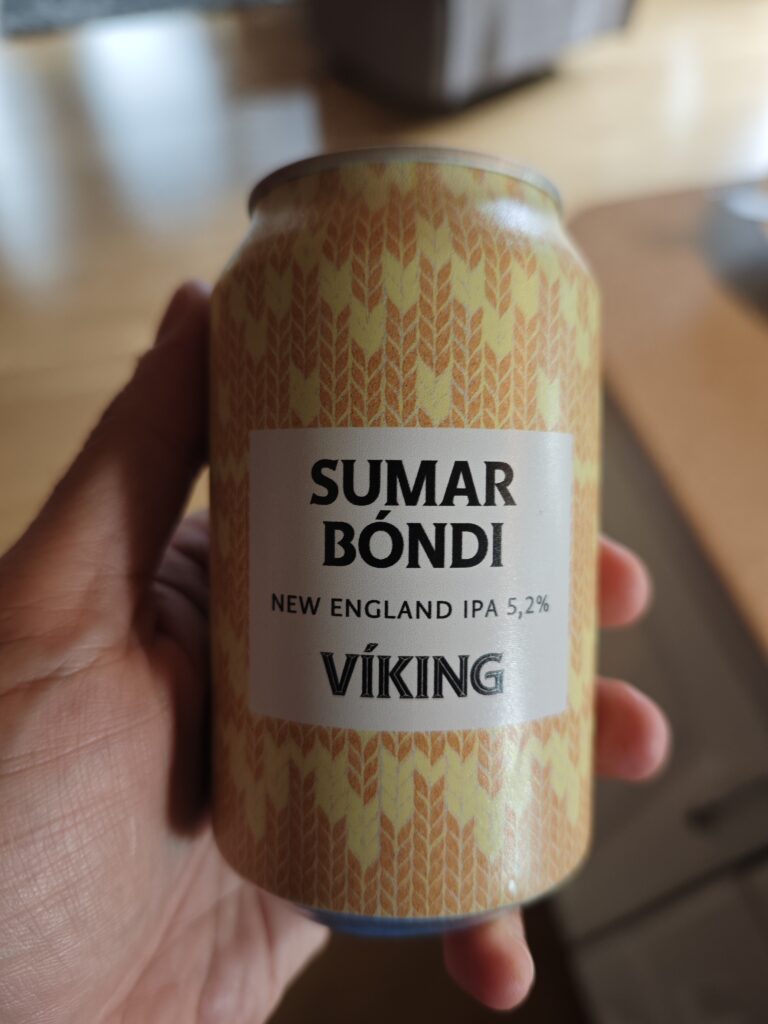 SUMAR
BÓNDI
NEW ENGLAND IPA 5,2%
VÍKING